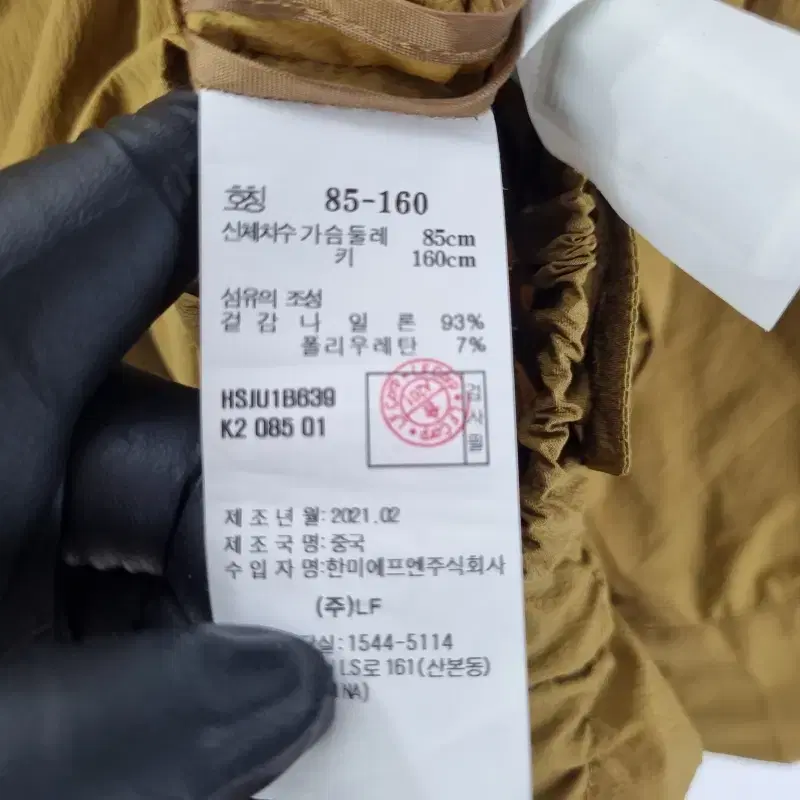 호칭 85-160
신체치수 가슴둘레 85cm
키 160cm
섬유의 조성
겉감 나일론 93%
폴리우레탄 7%
HSJU1B639
K2 085 01
검사필
제조년월: 2021.02
제조국명: 중국
수입자명: 한미에프엔주식회사
(주)LF
실: 1544-5114
LS로 161(산본동)
NA)